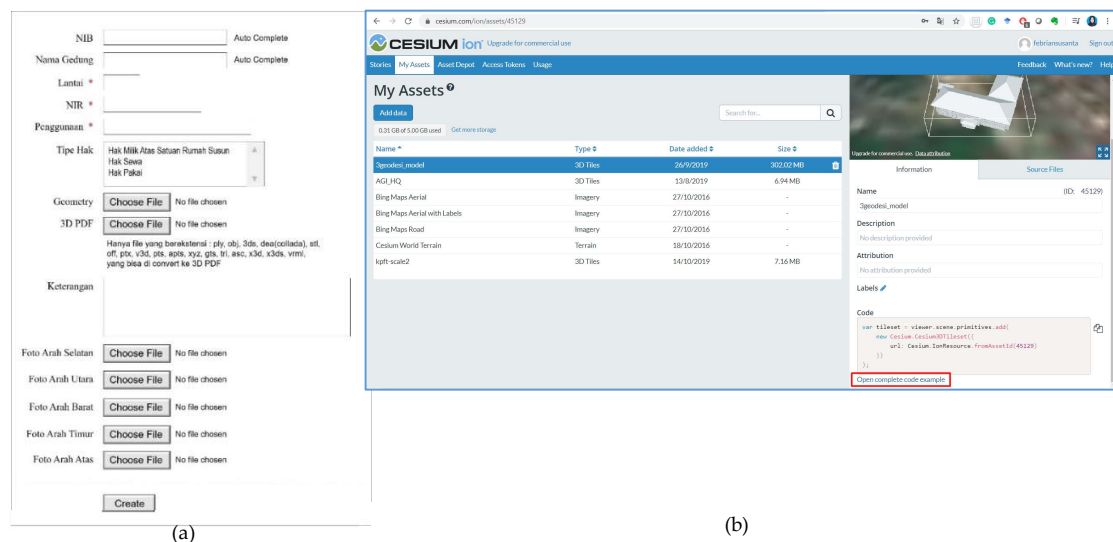 NIB Auto Complete
Nama Gedung Auto Complete
Lantai *
NIR *
Penggunaan *
Tipe Hak
Hak Milik Atas Satuan Rumah Susun
Hak Sewa
Hak Pakai
Geometry Choose File No file chosen
3D PDF Choose File No file chosen
Hanya file yang berekstensi : ply, obj, 3ds, dea(collada), stl,
off, ptx, v3d, pts, apts, xyz, gts, tri, asc, x3d, x3ds, vrml,
yang bisa di convert ke 3D PDF
Keterangan
Foto Arah Selatan Choose File No file chosen
Foto Arah Utara Choose File No file chosen
Foto Arah Barat Choose File No file chosen
Foto Arah Timur Choose File No file chosen
Foto Arah Atas Choose File No file chosen
Create
(a)
cesium.com/ion/assets/45129
CESIUM ion Upgrade for commercial use febriansusanta Sign out
Stories My Assets Asset Depot Access Tokens Usage Feedback What's new? Help
My Assets ?
Add data Search for...
0.31 GB of 5.00 GB used Get more storage
Name Type Date added Size
3geodesi_model 3D Tiles 26/9/2019 302.02 MB
AGI_HQ 3D Tiles 13/8/2019 6.94 MB
Bing Maps Aerial Imagery 27/10/2016 -
Bing Maps Aerial with Labels Imagery 27/10/2016 -
Bing Maps Road Imagery 27/10/2016 -
Cesium World Terrain Terrain 18/10/2016 -
kpft-scale2 3D Tiles 14/10/2019 7.16 MB
Upgrade for commercial use. Data attribution
Information Source Files
Name (ID: 45129)
3geodesi_model
Description
No description provided
Attribution
No attribution provided
Labels
Code
var tileset = viewer.scene.primitives.add(
new Cesium.Cesium3DTileset({
url: Cesium.IonResource.fromAssetId(45129)
})
);
Open complete code example
(b)